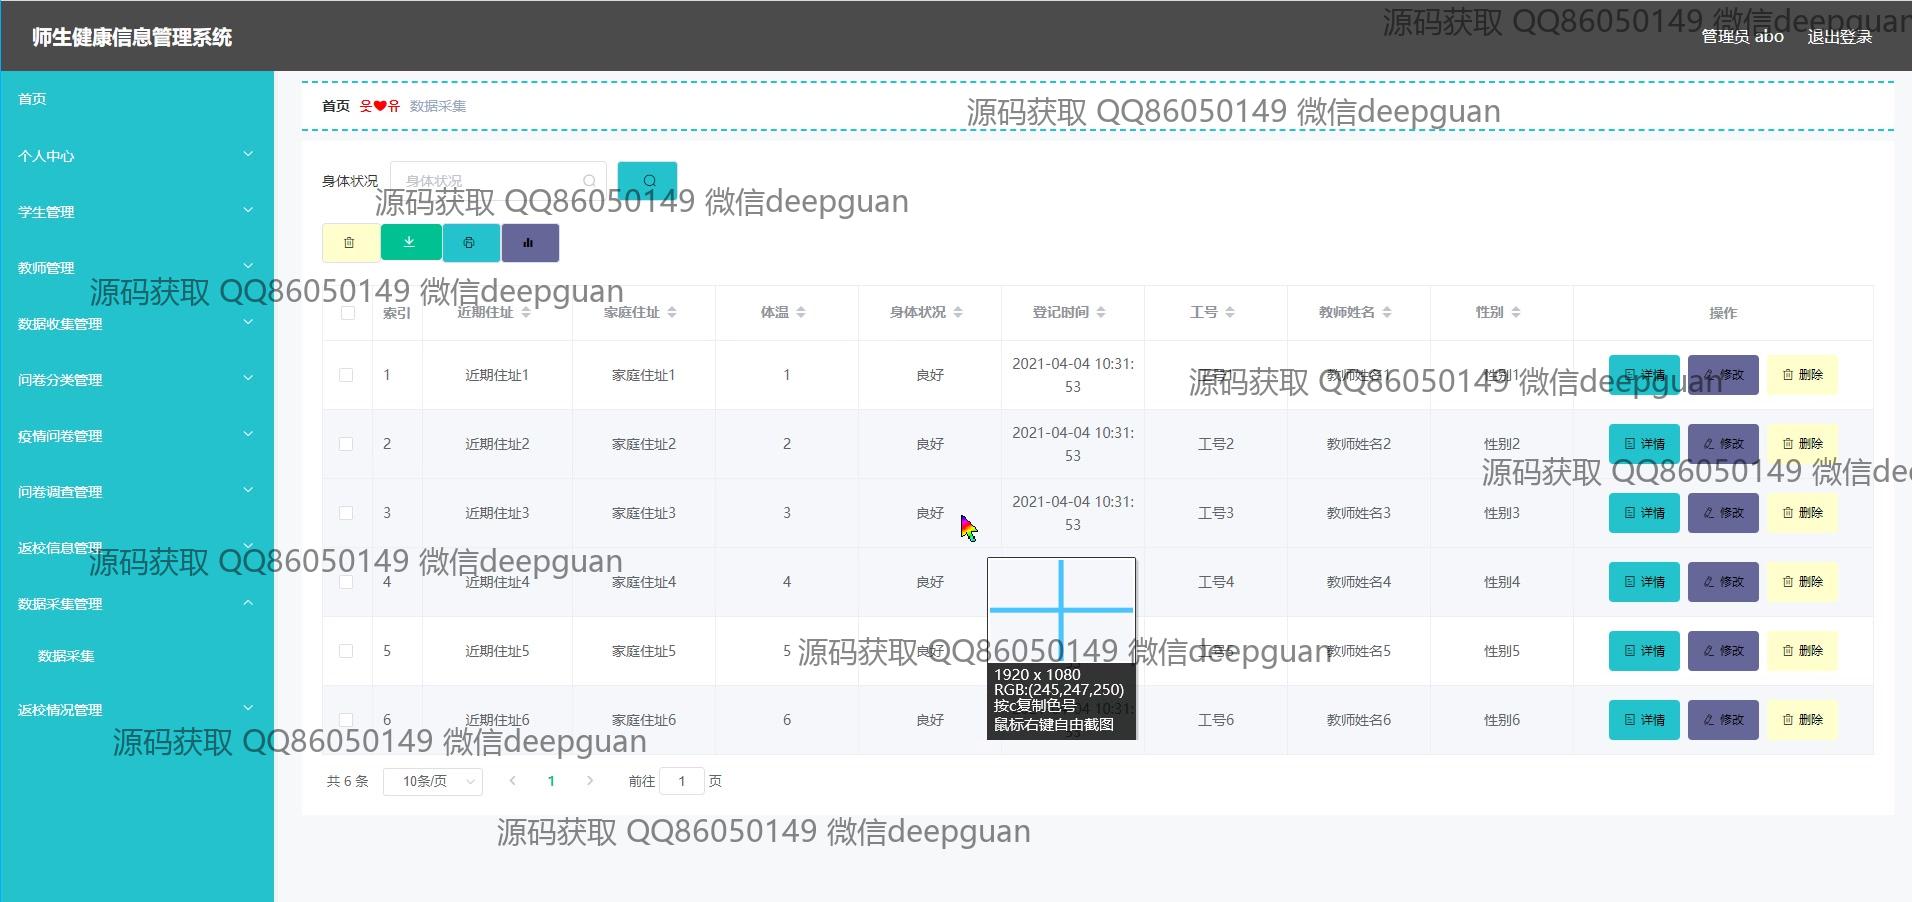 师生健康信息管理系统
源码获取 QQ86050149 微信deepguan
管理员 abo 退出登录
首页
个人中心
学生管理
教师管理
数据收集管理
问卷分类管理
疫情问卷管理
问卷调查管理
返校信息管理
数据采集管理
数据采集
返校情况管理
首页 웃❤유 数据采集
源码获取 QQ86050149 微信deepguan
身体状况 身体状况
源码获取 QQ86050149 微信deepguan
源码获取 QQ86050149 微信deepguan
索引 近期住址 家庭住址 体温 身体状况 登记时间 工号 教师姓名 性别 操作
1 近期住址1 家庭住址1 1 良好 2021-04-04 10:31:53 工号1 教师姓名1 性别1 详情 修改 删除
源码获取 QQ86050149 微信deepguan
2 近期住址2 家庭住址2 2 良好 2021-04-04 10:31:53 工号2 教师姓名2 性别2 详情 修改 删除
源码获取 QQ86050149 微信dee
3 近期住址3 家庭住址3 3 良好 2021-04-04 10:31:53 工号3 教师姓名3 性别3 详情 修改 删除
源码获取 QQ86050149 微信deepguan
4 近期住址4 家庭住址4 4 良好 工号4 教师姓名4 性别4 详情 修改 删除
5 近期住址5 家庭住址5 5 良好 工号5 教师姓名5 性别5 详情 修改 删除
源码获取 QQ86050149 微信deepguan
1920 x 1080
RGB:(245,247,250)
按c复制色号
鼠标右键自由截图
6 近期住址6 家庭住址6 6 良好 10:31: 工号6 教师姓名6 性别6 详情 修改 删除
源码获取 QQ86050149 微信deepguan
共 6 条 10条/页 1 前往 1 页
源码获取 QQ86050149 微信deepguan